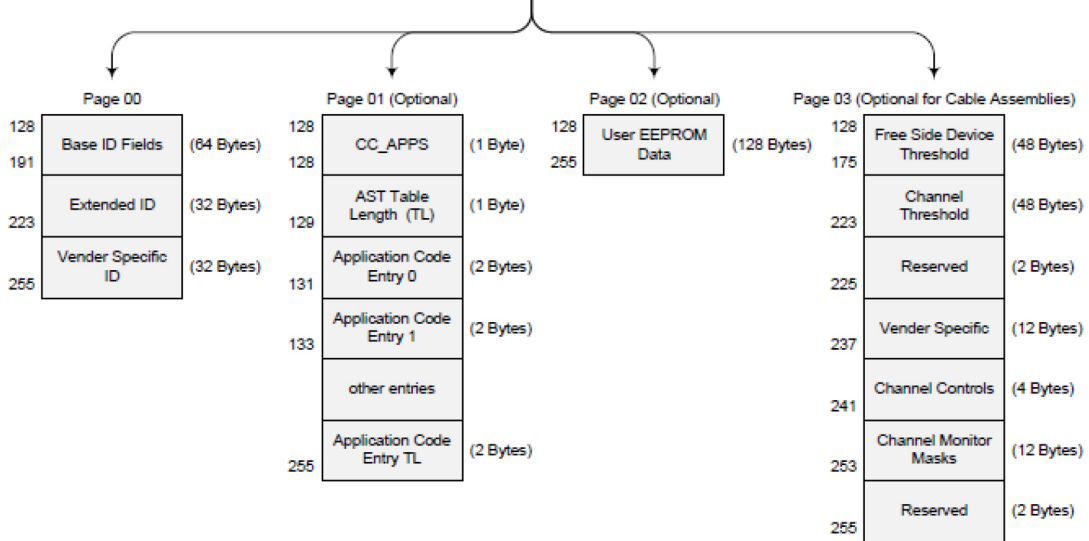 Page 00
128
Base ID Fields
(64 Bytes)
191
Extended ID
(32 Bytes)
223
Vender Specific
ID
(32 Bytes)
255
Page 01 (Optional)
128
CC_APPS
(1 Byte)
128
AST Table
Length (TL)
(1 Byte)
129
Application Code
Entry 0
(2 Bytes)
131
Application Code
Entry 1
(2 Bytes)
133
other entries
Application Code
Entry TL
(2 Bytes)
255
Page 02 (Optional)
128
User EEPROM
Data
(128 Bytes)
255
Page 03 (Optional for Cable Assemblies)
128
Free Side Device
Threshold
(48 Bytes)
175
Channel
Threshold
(48 Bytes)
223
Reserved
(2 Bytes)
225
Vender Specific
(12 Bytes)
237
Channel Controls
(4 Bytes)
241
Channel Monitor
Masks
(12 Bytes)
253
Reserved
(2 Bytes)
255